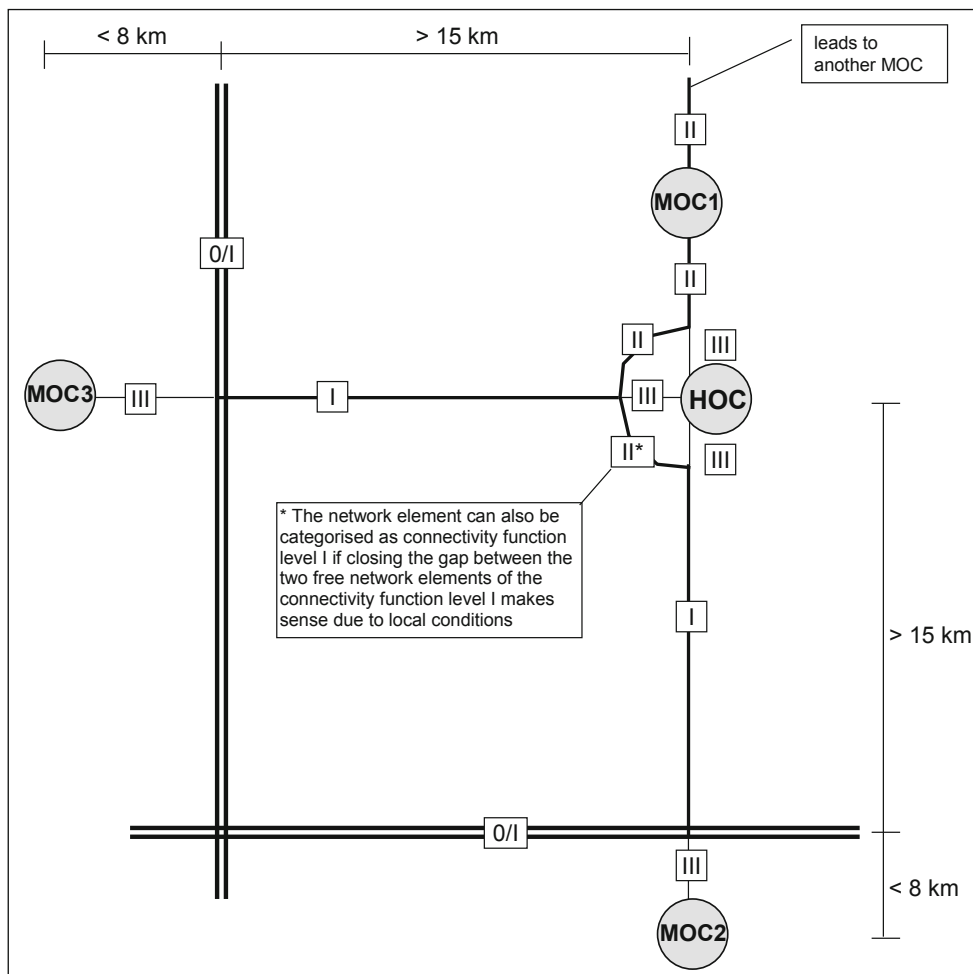 < 8 km
> 15 km
leads to
another MOC
II
MOC1
0/I
II
II
III
MOC3
III
I
III
HOC
II*
III
* The network element can also be
categorised as connectivity function
level I if closing the gap between the
two free network elements of the
connectivity function level I makes
sense due to local conditions
I
> 15 km
0/I
III
< 8 km
MOC2